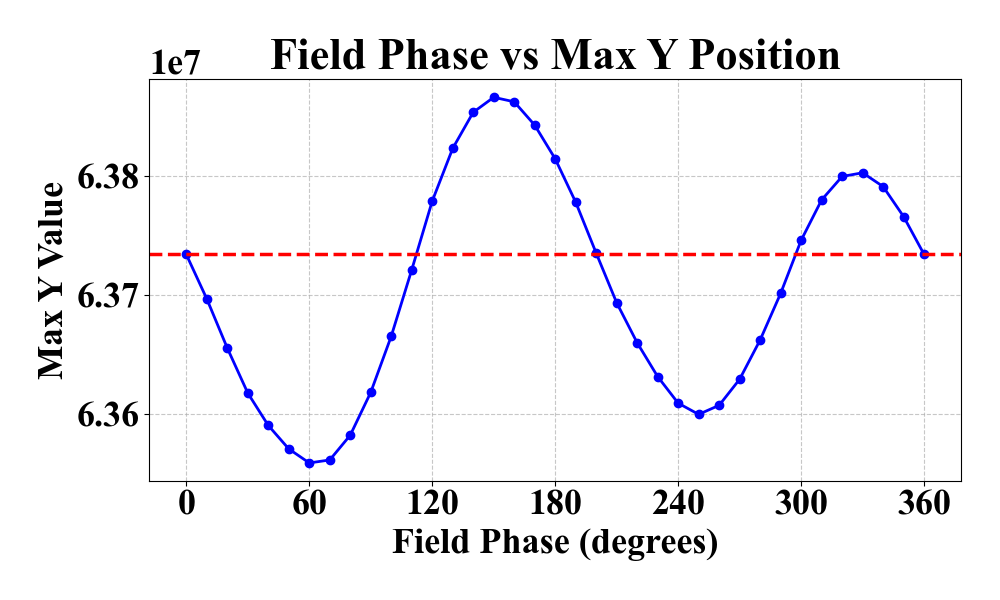 Field Phase vs Max Y Position
1e7
Max Y Value
6.38
6.37
6.36
0 60 120 180 240 300 360
Field Phase (degrees)